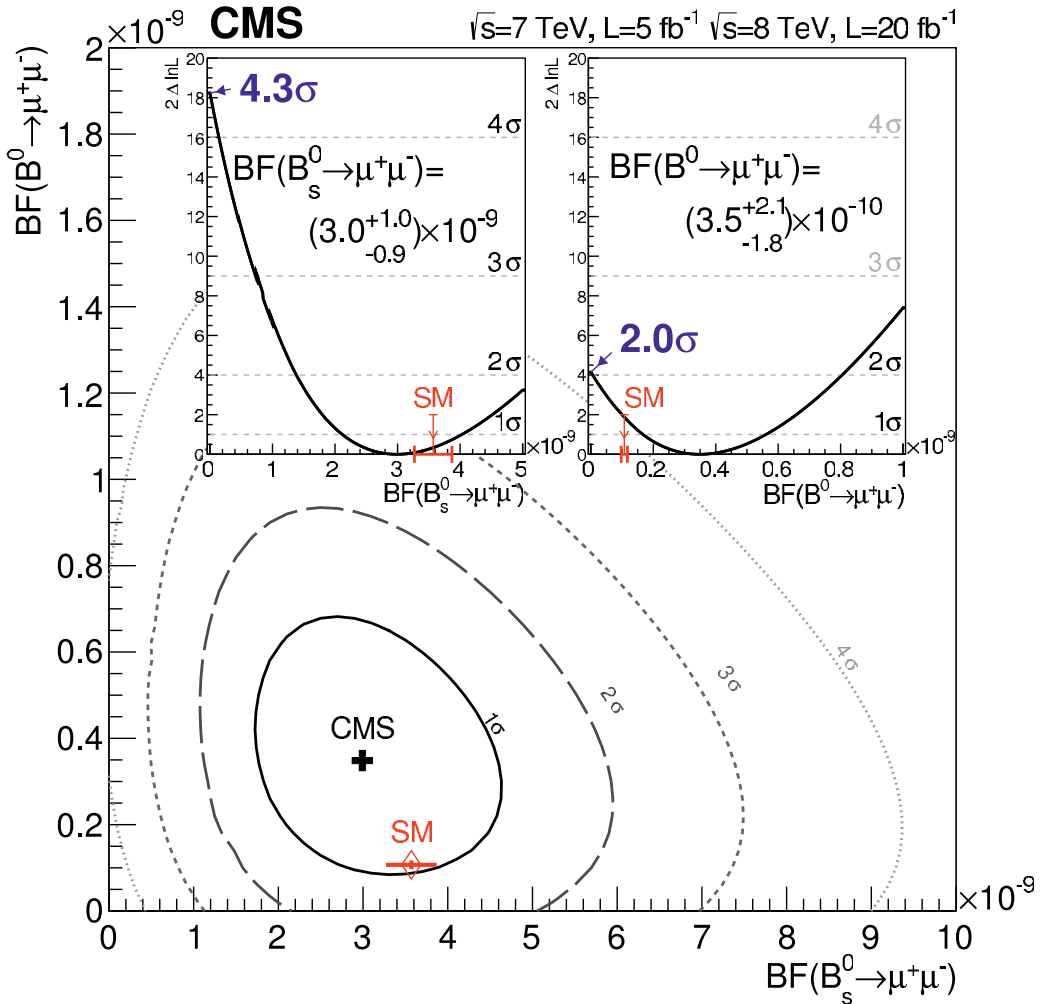 CMS √s=7 TeV, L=5 fb⁻¹ √s=8 TeV, L=20 fb⁻¹
×10⁻⁹
BF(B⁰→μ⁺μ⁻)
2
1.8
1.6
1.4
1.2
1
0.8
0.6
0.4
0.2
0
2 Δ lnL
20
18
16
14
12
10
8
6
4
2
0
4.3σ
4σ
BF(B⁰ₛ→μ⁺μ⁻)=
(3.0⁺¹·⁰₋₀.₉)×10⁻⁹
3σ
2σ
SM
1σ
×10⁻⁹
0 1 2 3 4 5
BF(B⁰ₛ→μ⁺μ⁻)
2 Δ lnL
20
18
16
14
12
10
8
6
4
2
0
4σ
BF(B⁰→μ⁺μ⁻)=
(3.5⁺²·¹₋₁.₈)×10⁻¹⁰
3σ
2.0σ
2σ
SM
1σ
×10⁻⁹
0 0.2 0.4 0.6 0.8 1
BF(B⁰→μ⁺μ⁻)
4σ
3σ
2σ
1σ
CMS
SM
×10⁻⁹
0 1 2 3 4 5 6 7 8 9 10
BF(B⁰ₛ→μ⁺μ⁻)